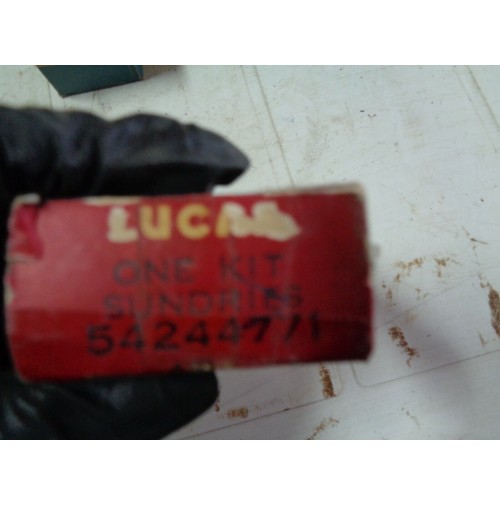 LUCAS
ONE KIT
SUNDRIES
54244771